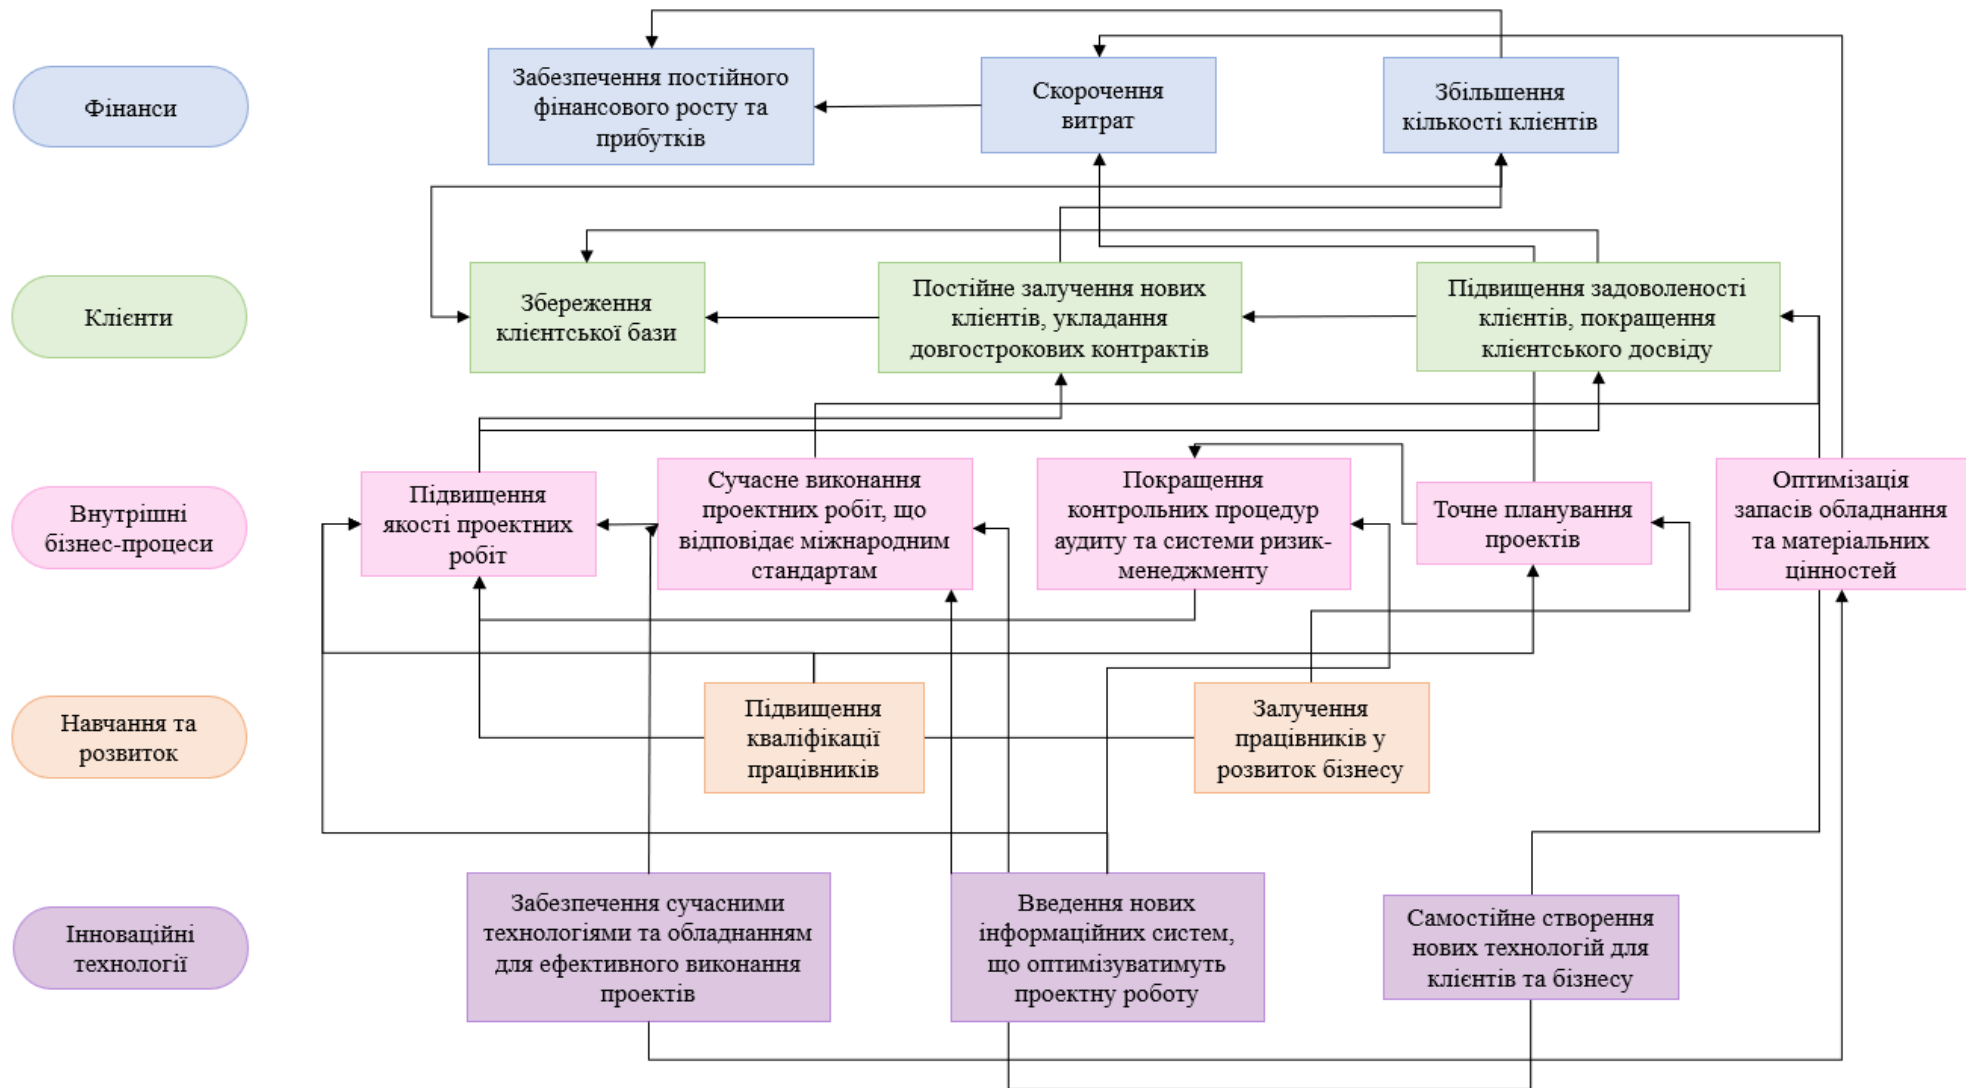 Фінанси
Забезпечення постійного
фінансового росту та
прибутків
Скорочення
витрат
Збільшення
кількості клієнтів
Клієнти
Збереження
клієнтської бази
Постійне залучення нових
клієнтів, укладання
довгострокових контрактів
Підвищення задоволеності
клієнтів, покращення
клієнтського досвіду
Внутрішні
бізнес-процеси
Підвищення
якості проектних
робіт
Сучасне виконання
проектних робіт, що
відповідає міжнародним
стандартам
Покращення
контрольних процедур
аудиту та системи ризик-
менеджменту
Точне планування
проектів
Оптимізація
запасів обладнання
та матеріальних
цінностей
Навчання та
розвиток
Підвищення
кваліфікації
працівників
Залучення
працівників у
розвиток бізнесу
Інноваційні
технології
Забезпечення сучасними
технологіями та обладнанням
для ефективного виконання
проектів
Введення нових
інформаційних систем,
що оптимізуватимуть
проектну роботу
Самостійне створення
нових технологій для
клієнтів та бізнесу